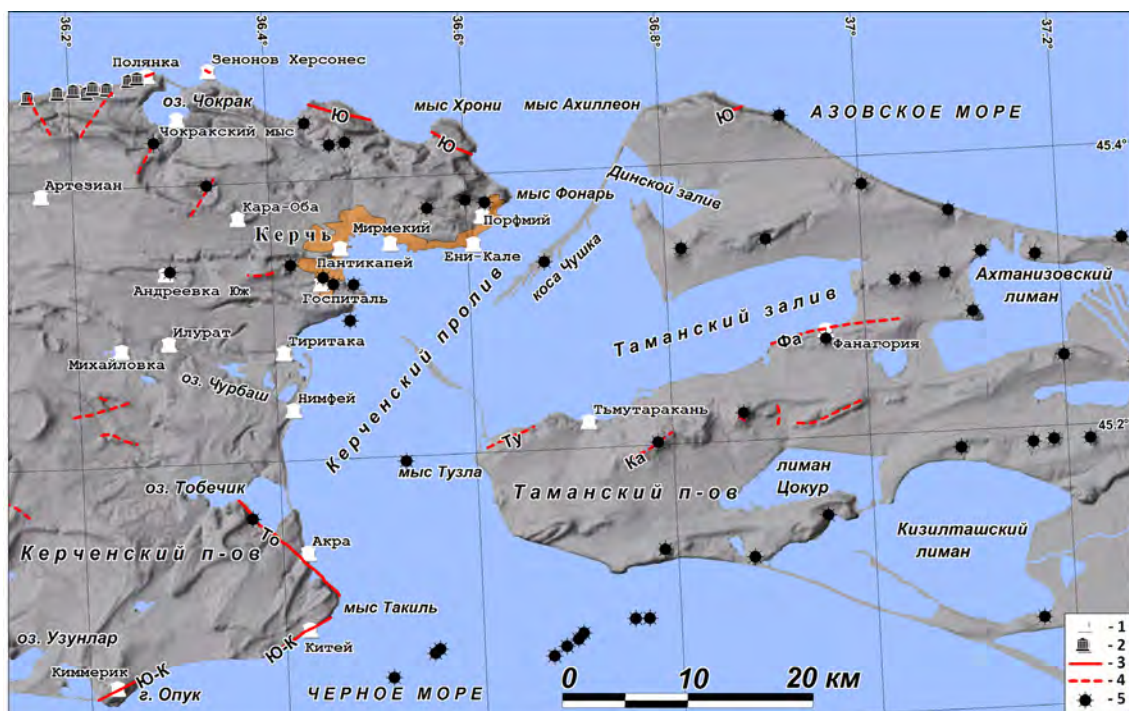 36.2°
36.4°
36.6°
36.8°
37°
37.2°
Полянка
Зенонов Херсонес
оз. Чокрак
Ю
мыс Хрони
мыс Ахиллеон
Ю
АЗОВСКОЕ МОРЕ
Чокракский мыс
Ю
45.4°
Артезиан
мыс Фонарь
Динской залив
Кара-Оба
Порфмий
Керчь
Мирмекий
Пантикапей
Ени-Кале
коса Чушка
Ахтанизовский
лиман
Андреевка Юж
Госпиталь
Таманский залив
Фа
Фанагория
Илурат
Тиритака
Михайловка
оз. Чурбаш
Керченский пролив
Нимфей
Тьмутаракань
45.2°
Ту
Ка
мыс Тузла
лиман
Цокур
оз. Тобечик
Таманский п-ов
Кизилташский
лиман
То
Керченский п-ов
Акра
мыс Такиль
оз. Узунлар
Ю-К
Китей
Киммерик
Ю-К
г. Опук
ЧЕРНОЕ МОРЕ
0 10 20 км
- 1
- 2
- 3
- 4
- 5